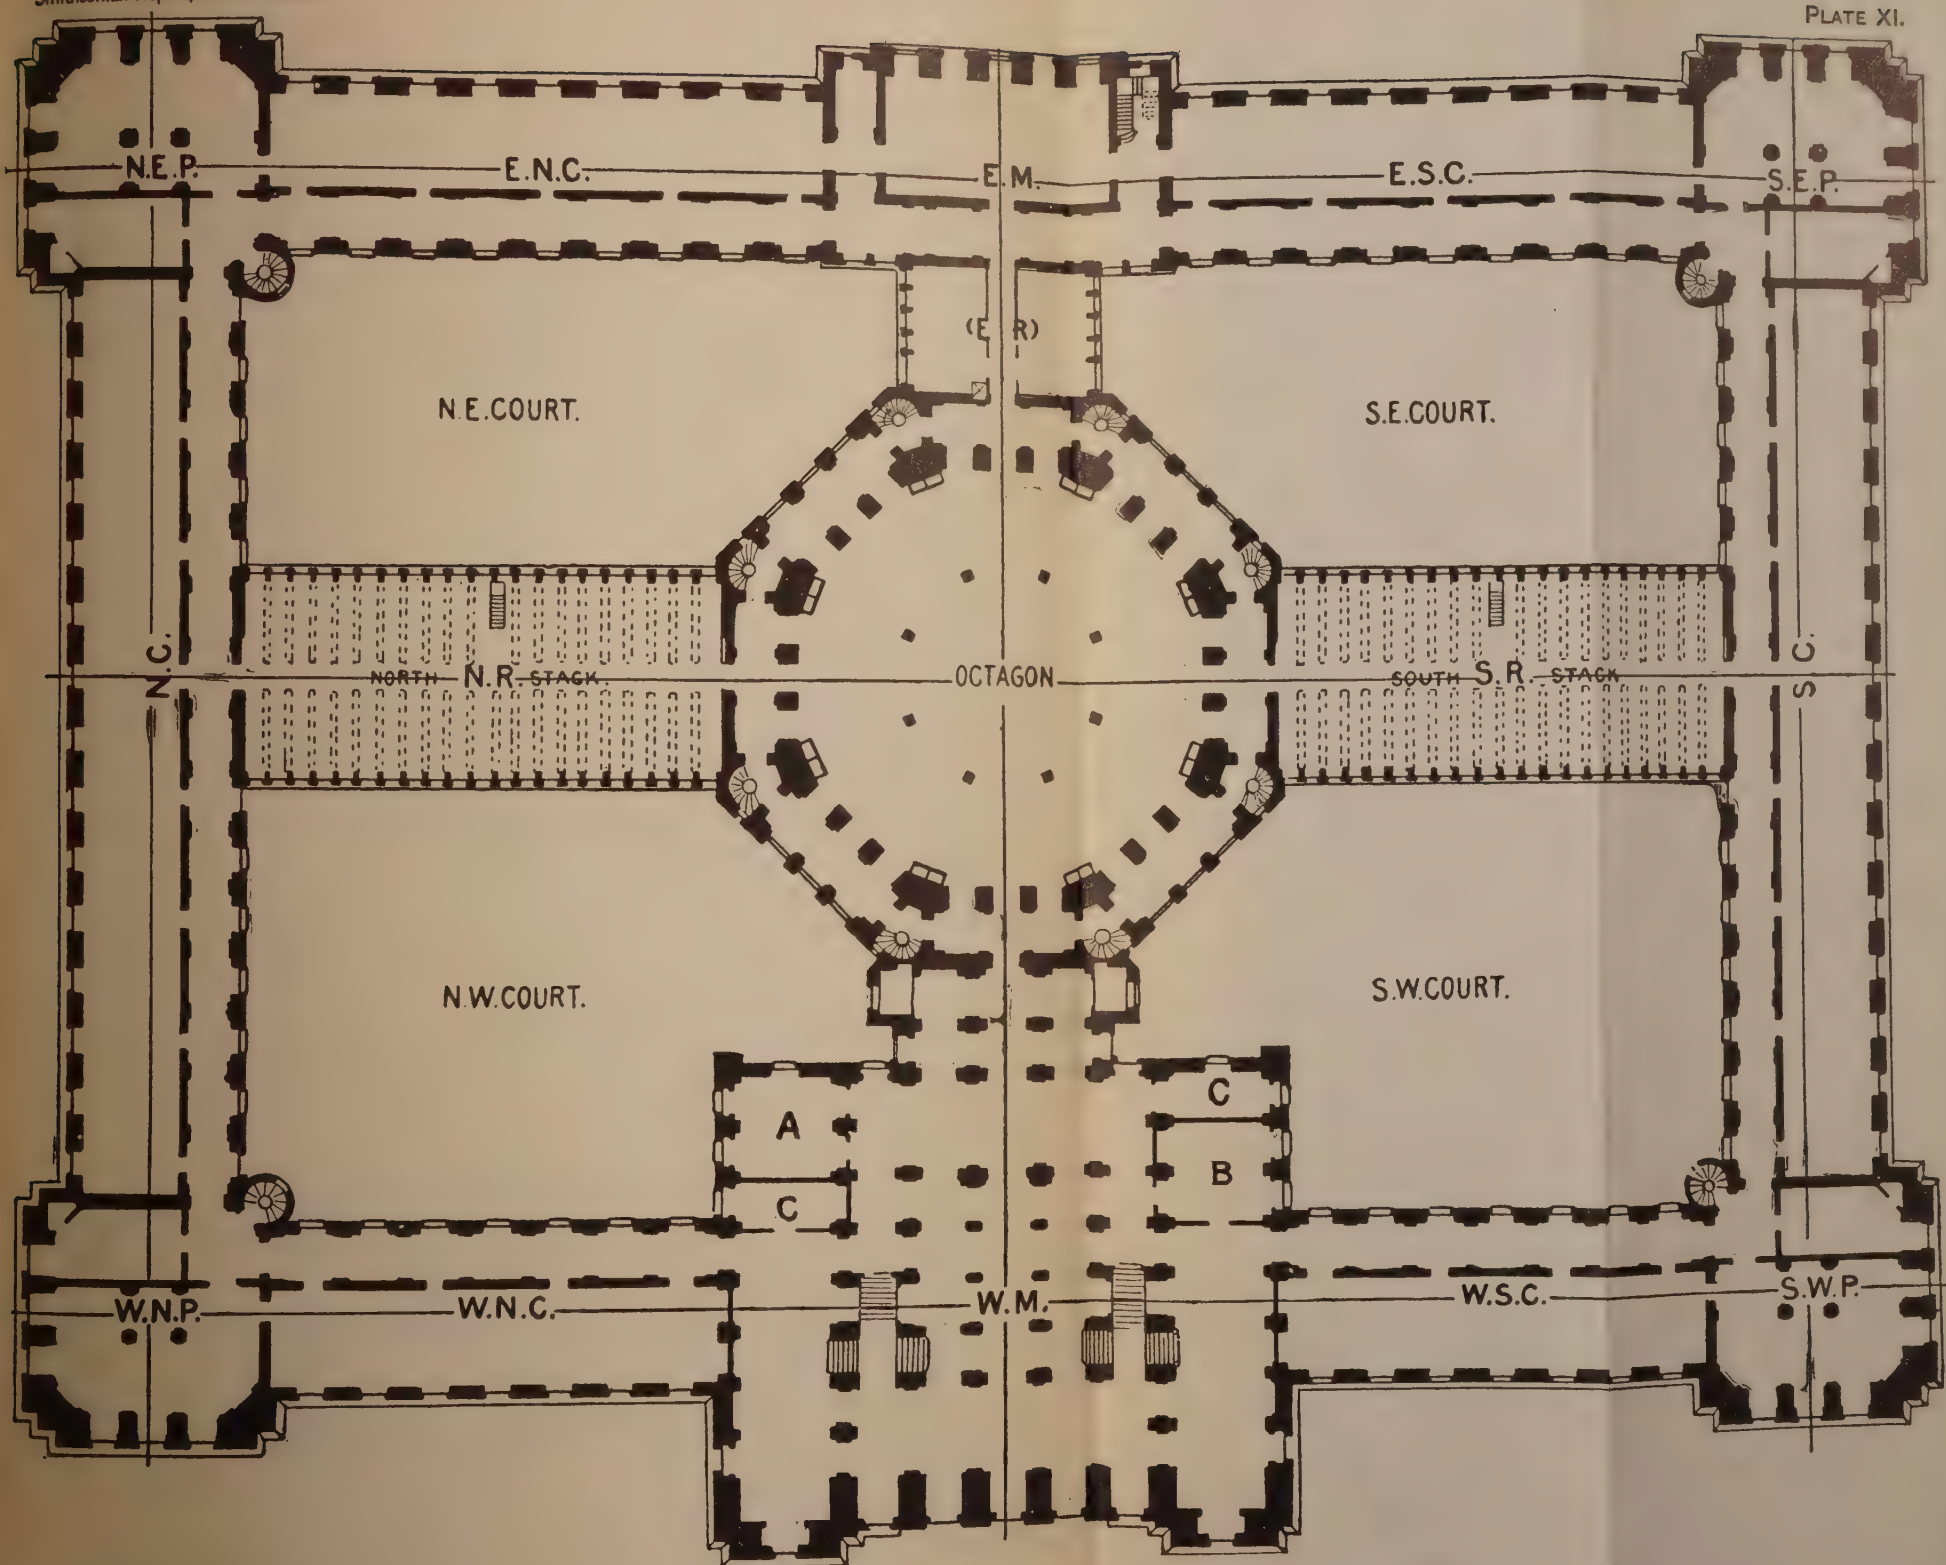 PLATE XI.
N.E.P. E.N.C. E.M. E.S.C. S.E.P.
(E R)
N.E.COURT. S.E.COURT.
N.C. NORTH N.R. STACK. OCTAGON SOUTH S.R. STACK S.C.
N.W.COURT. S.W.COURT.
A C
C B
W.N.P. W.N.C. W.M. W.S.C. S.W.P.